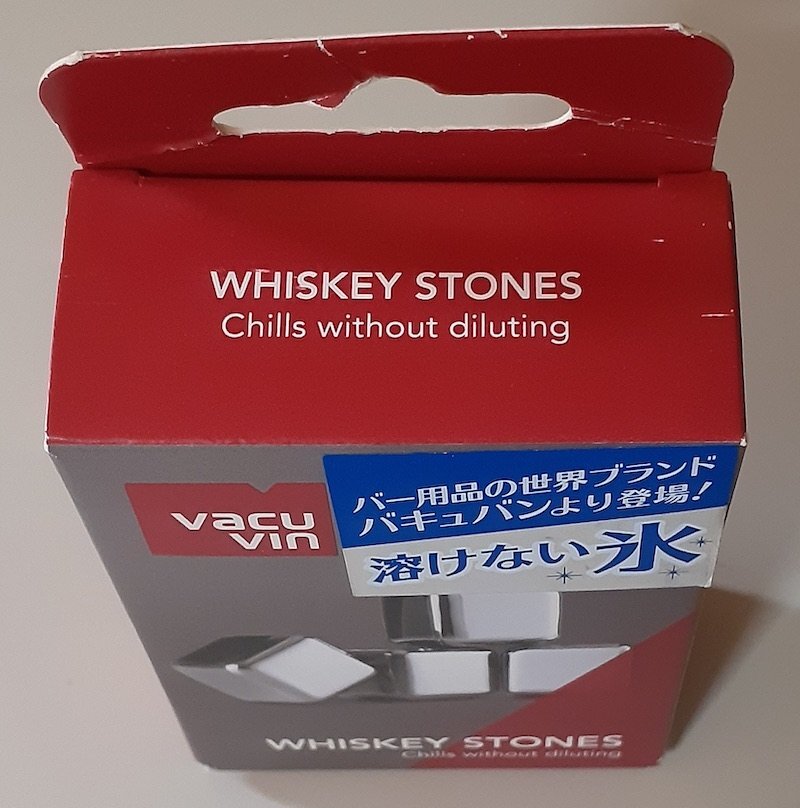 WHISKEY STONES
Chills without diluting
vacu
vin
バー用品の世界ブランド
バキュバンより登場!
溶けない氷
WHISKEY STONES
Chills without diluting